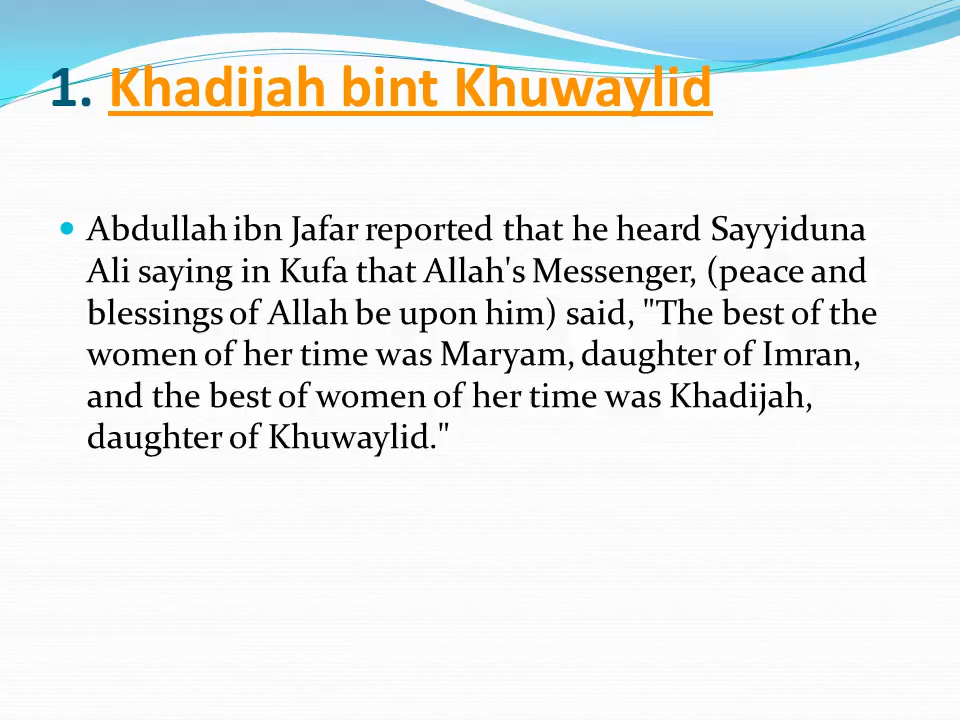 1. Khadijah bint Khuwaylid
Abdullah ibn Jafar reported that he heard Sayyiduna
Ali saying in Kufa that Allah's Messenger, (peace and
blessings of Allah be upon him) said, "The best of the
women of her time was Maryam, daughter of Imran,
and the best of women of her time was Khadijah,
daughter of Khuwaylid."